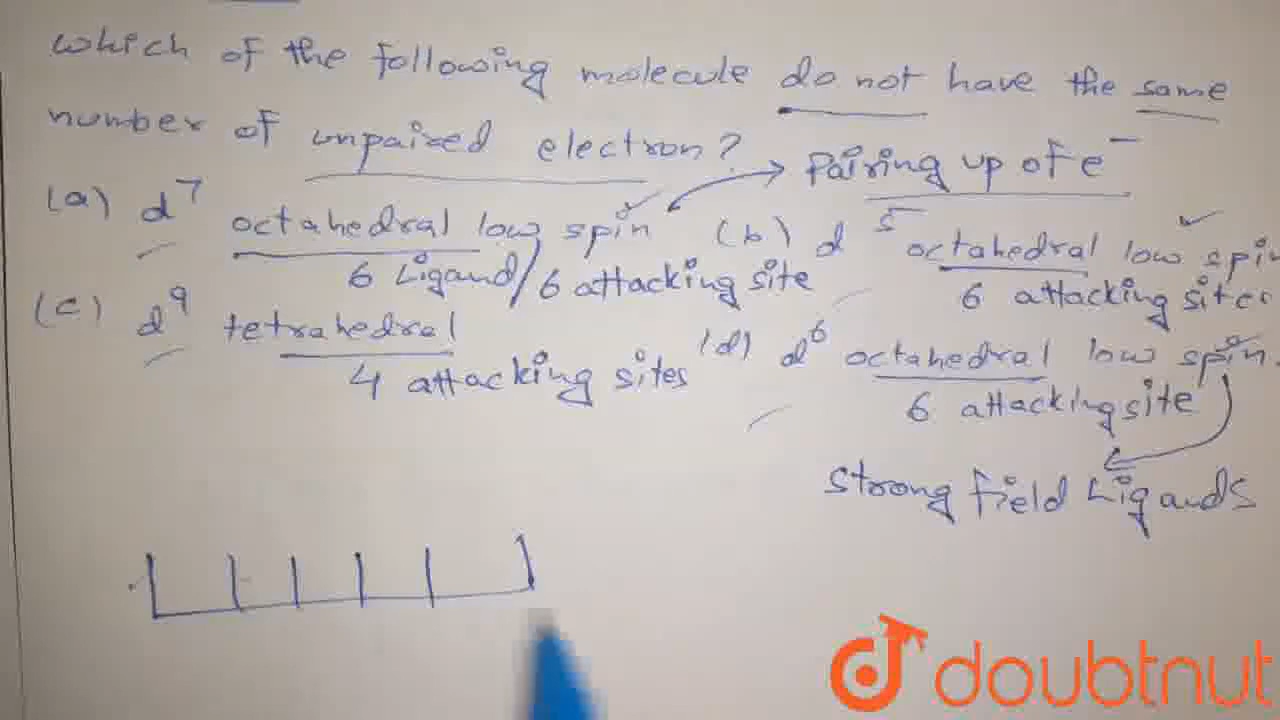 which of the following molecule do not have the same
number of unpaired electron?
Pairing up of e⁻
(a) d⁷ octahedral low spin
(b) d⁵ octahedral low spin
6 Ligand/6 attacking site
6 attacking sites
(c) d⁹ tetrahedral
(d) d⁶ octahedral low spin.
4 attacking sites
6 attacking site
Strong field Ligands
doubtnut